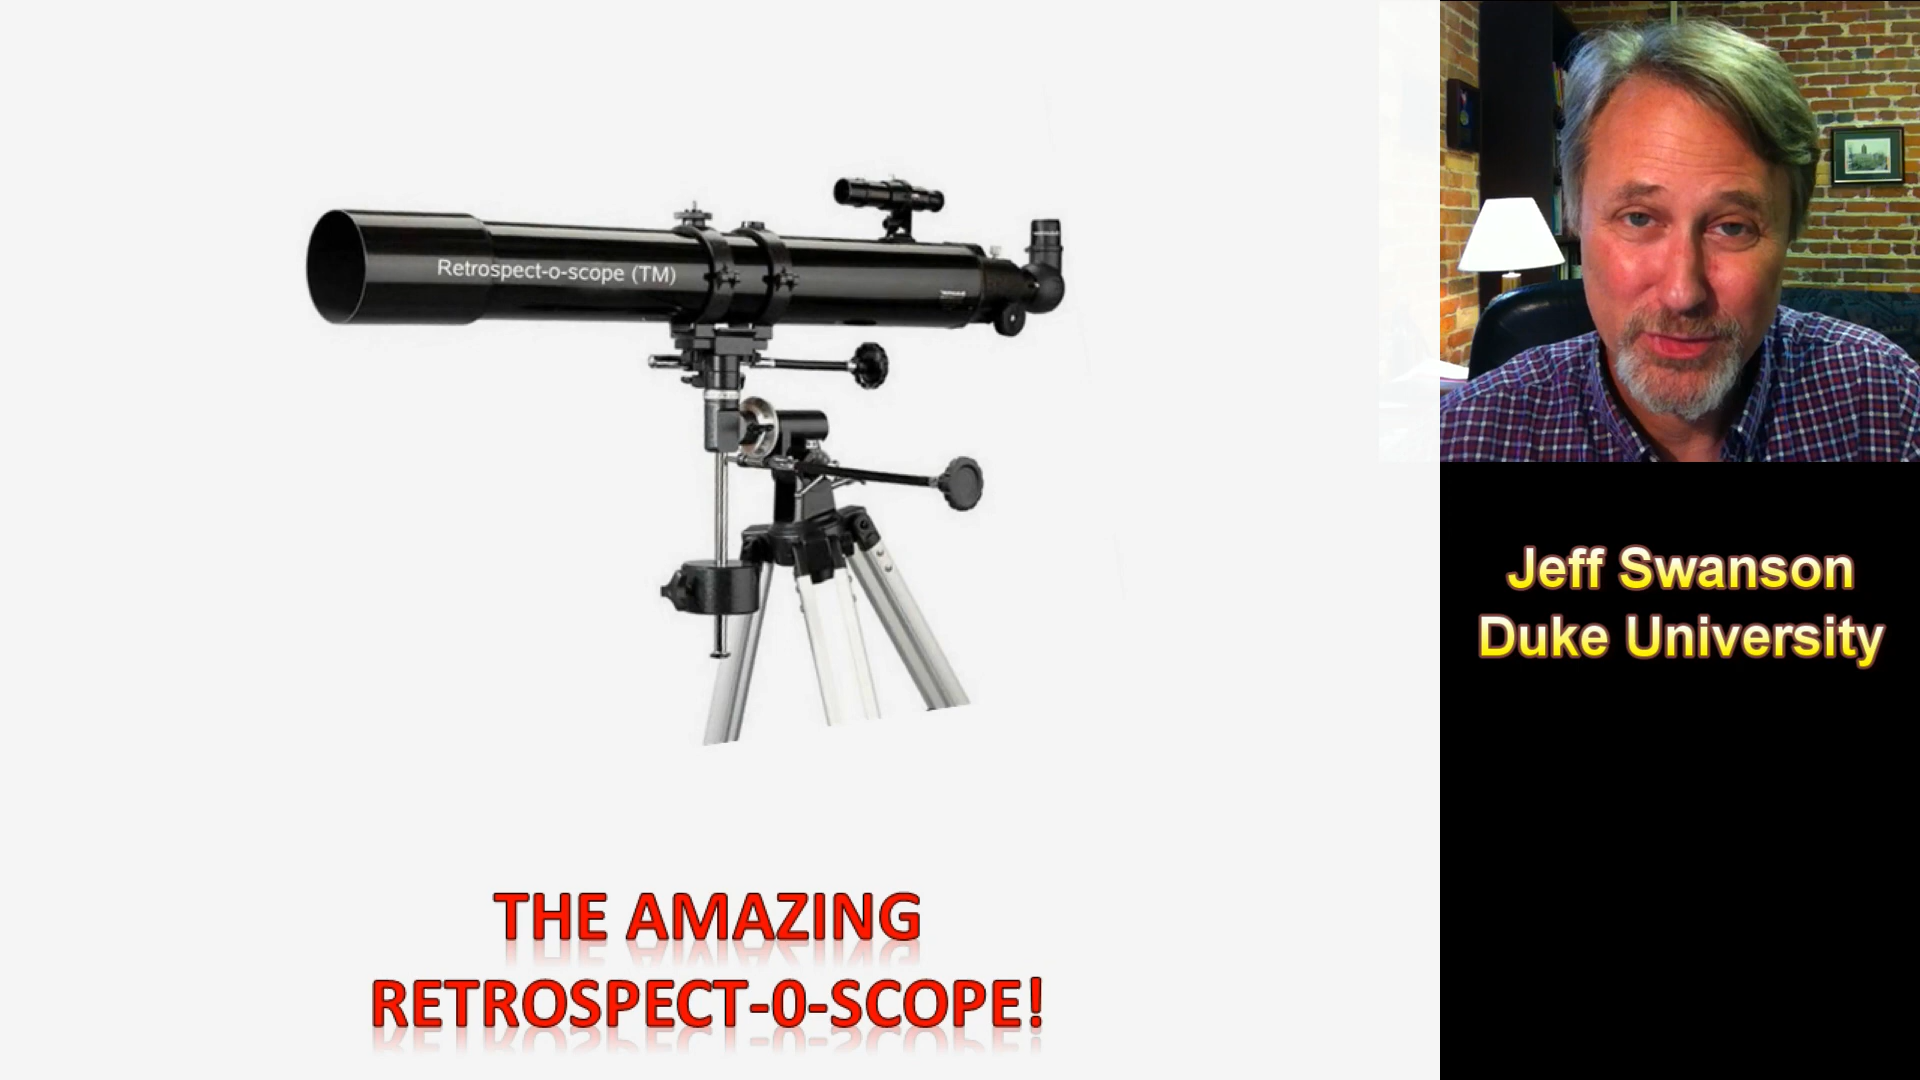 Retrospect-o-scope (TM)
THE AMAZING
RETROSPECT-0-SCOPE!
Jeff Swanson
Duke University